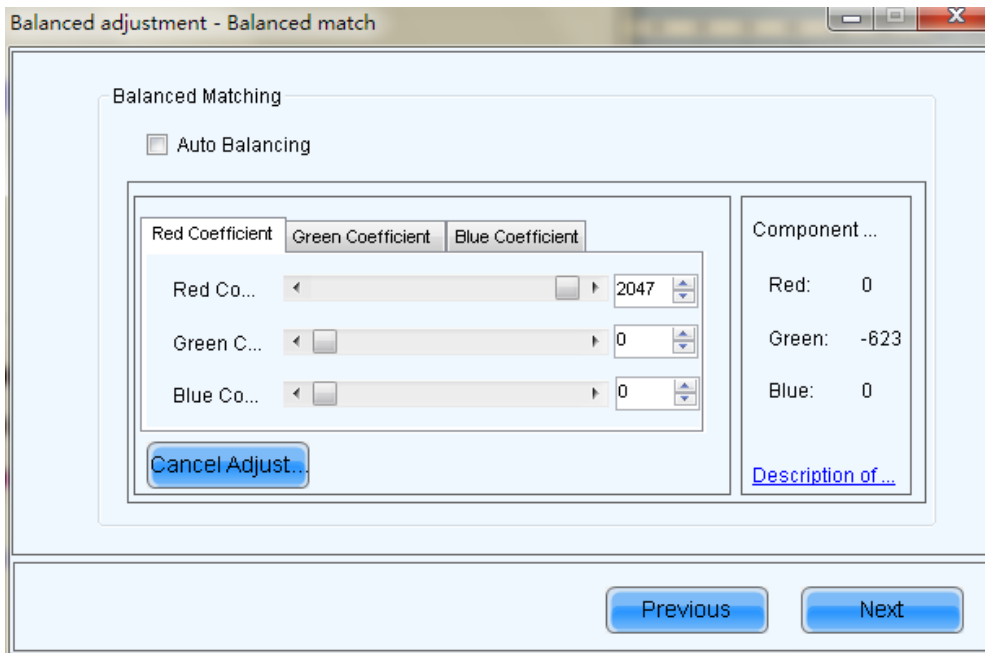 Balanced adjustment - Balanced match
Balanced Matching
Auto Balancing
Red Coefficient Green Coefficient Blue Coefficient
Red Co... 2047
Green C... 0
Blue Co... 0
Cancel Adjust...
Component ...
Red: 0
Green: -623
Blue: 0
Description of ...
Previous Next